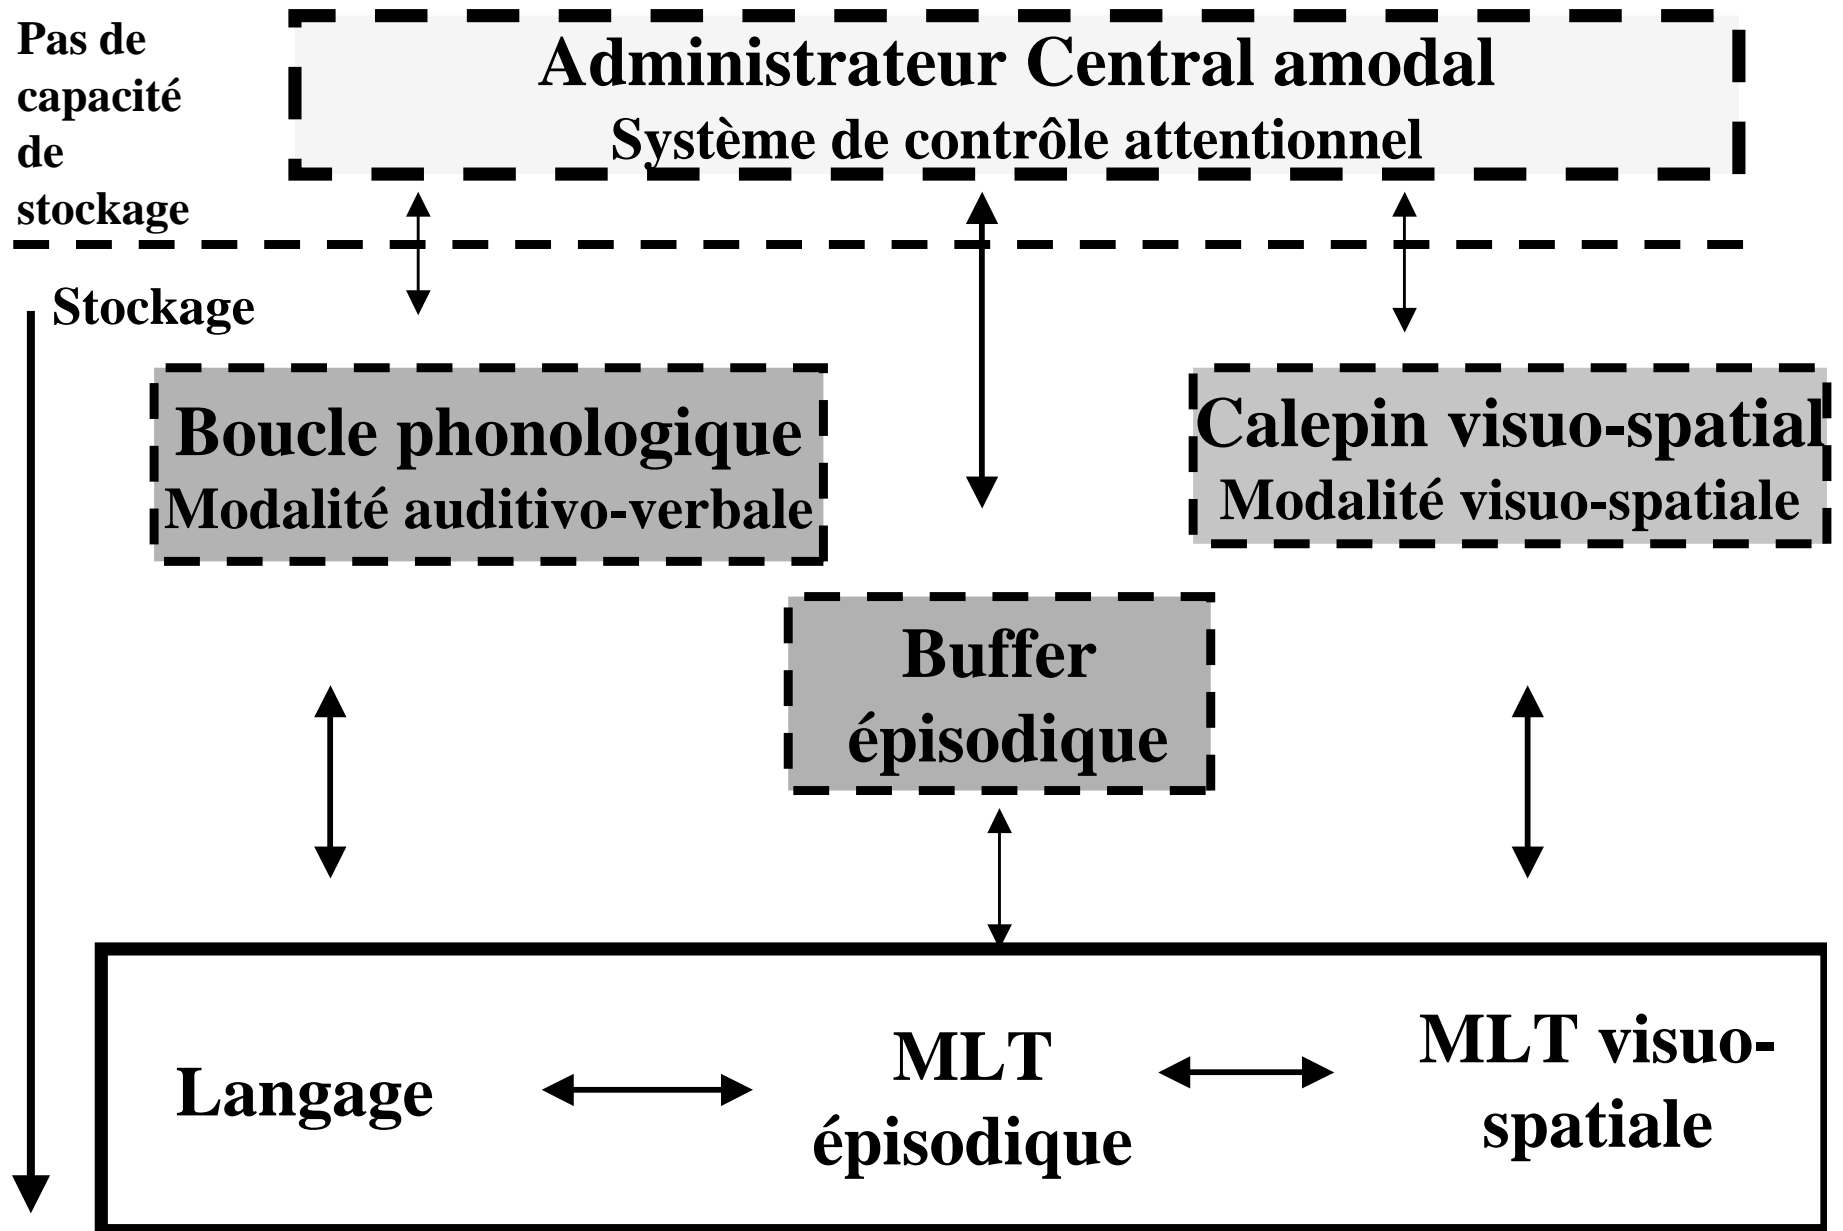 Pas de
capacité
de
stockage
Administrateur Central amodal
Système de contrôle attentionnel
Stockage
Boucle phonologique
Modalité auditivo-verbale
Calepin visuo-spatial
Modalité visuo-spatiale
Buffer
épisodique
Langage
MLT
épisodique
MLT visuo-
spatiale